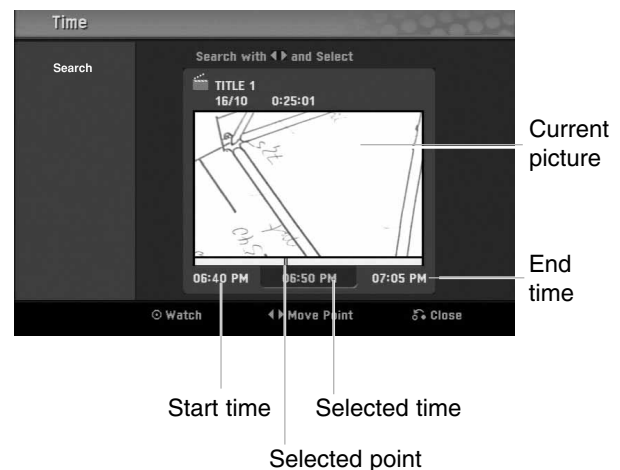 Time
Search
Search with ◀ ▶ and Select
TITLE 1
16/10 0:25:01
Current
picture
06:40 PM 06:50 PM 07:05 PM
End
time
⊙ Watch ◀ ▶ Move Point Close
Start time Selected time
Selected point